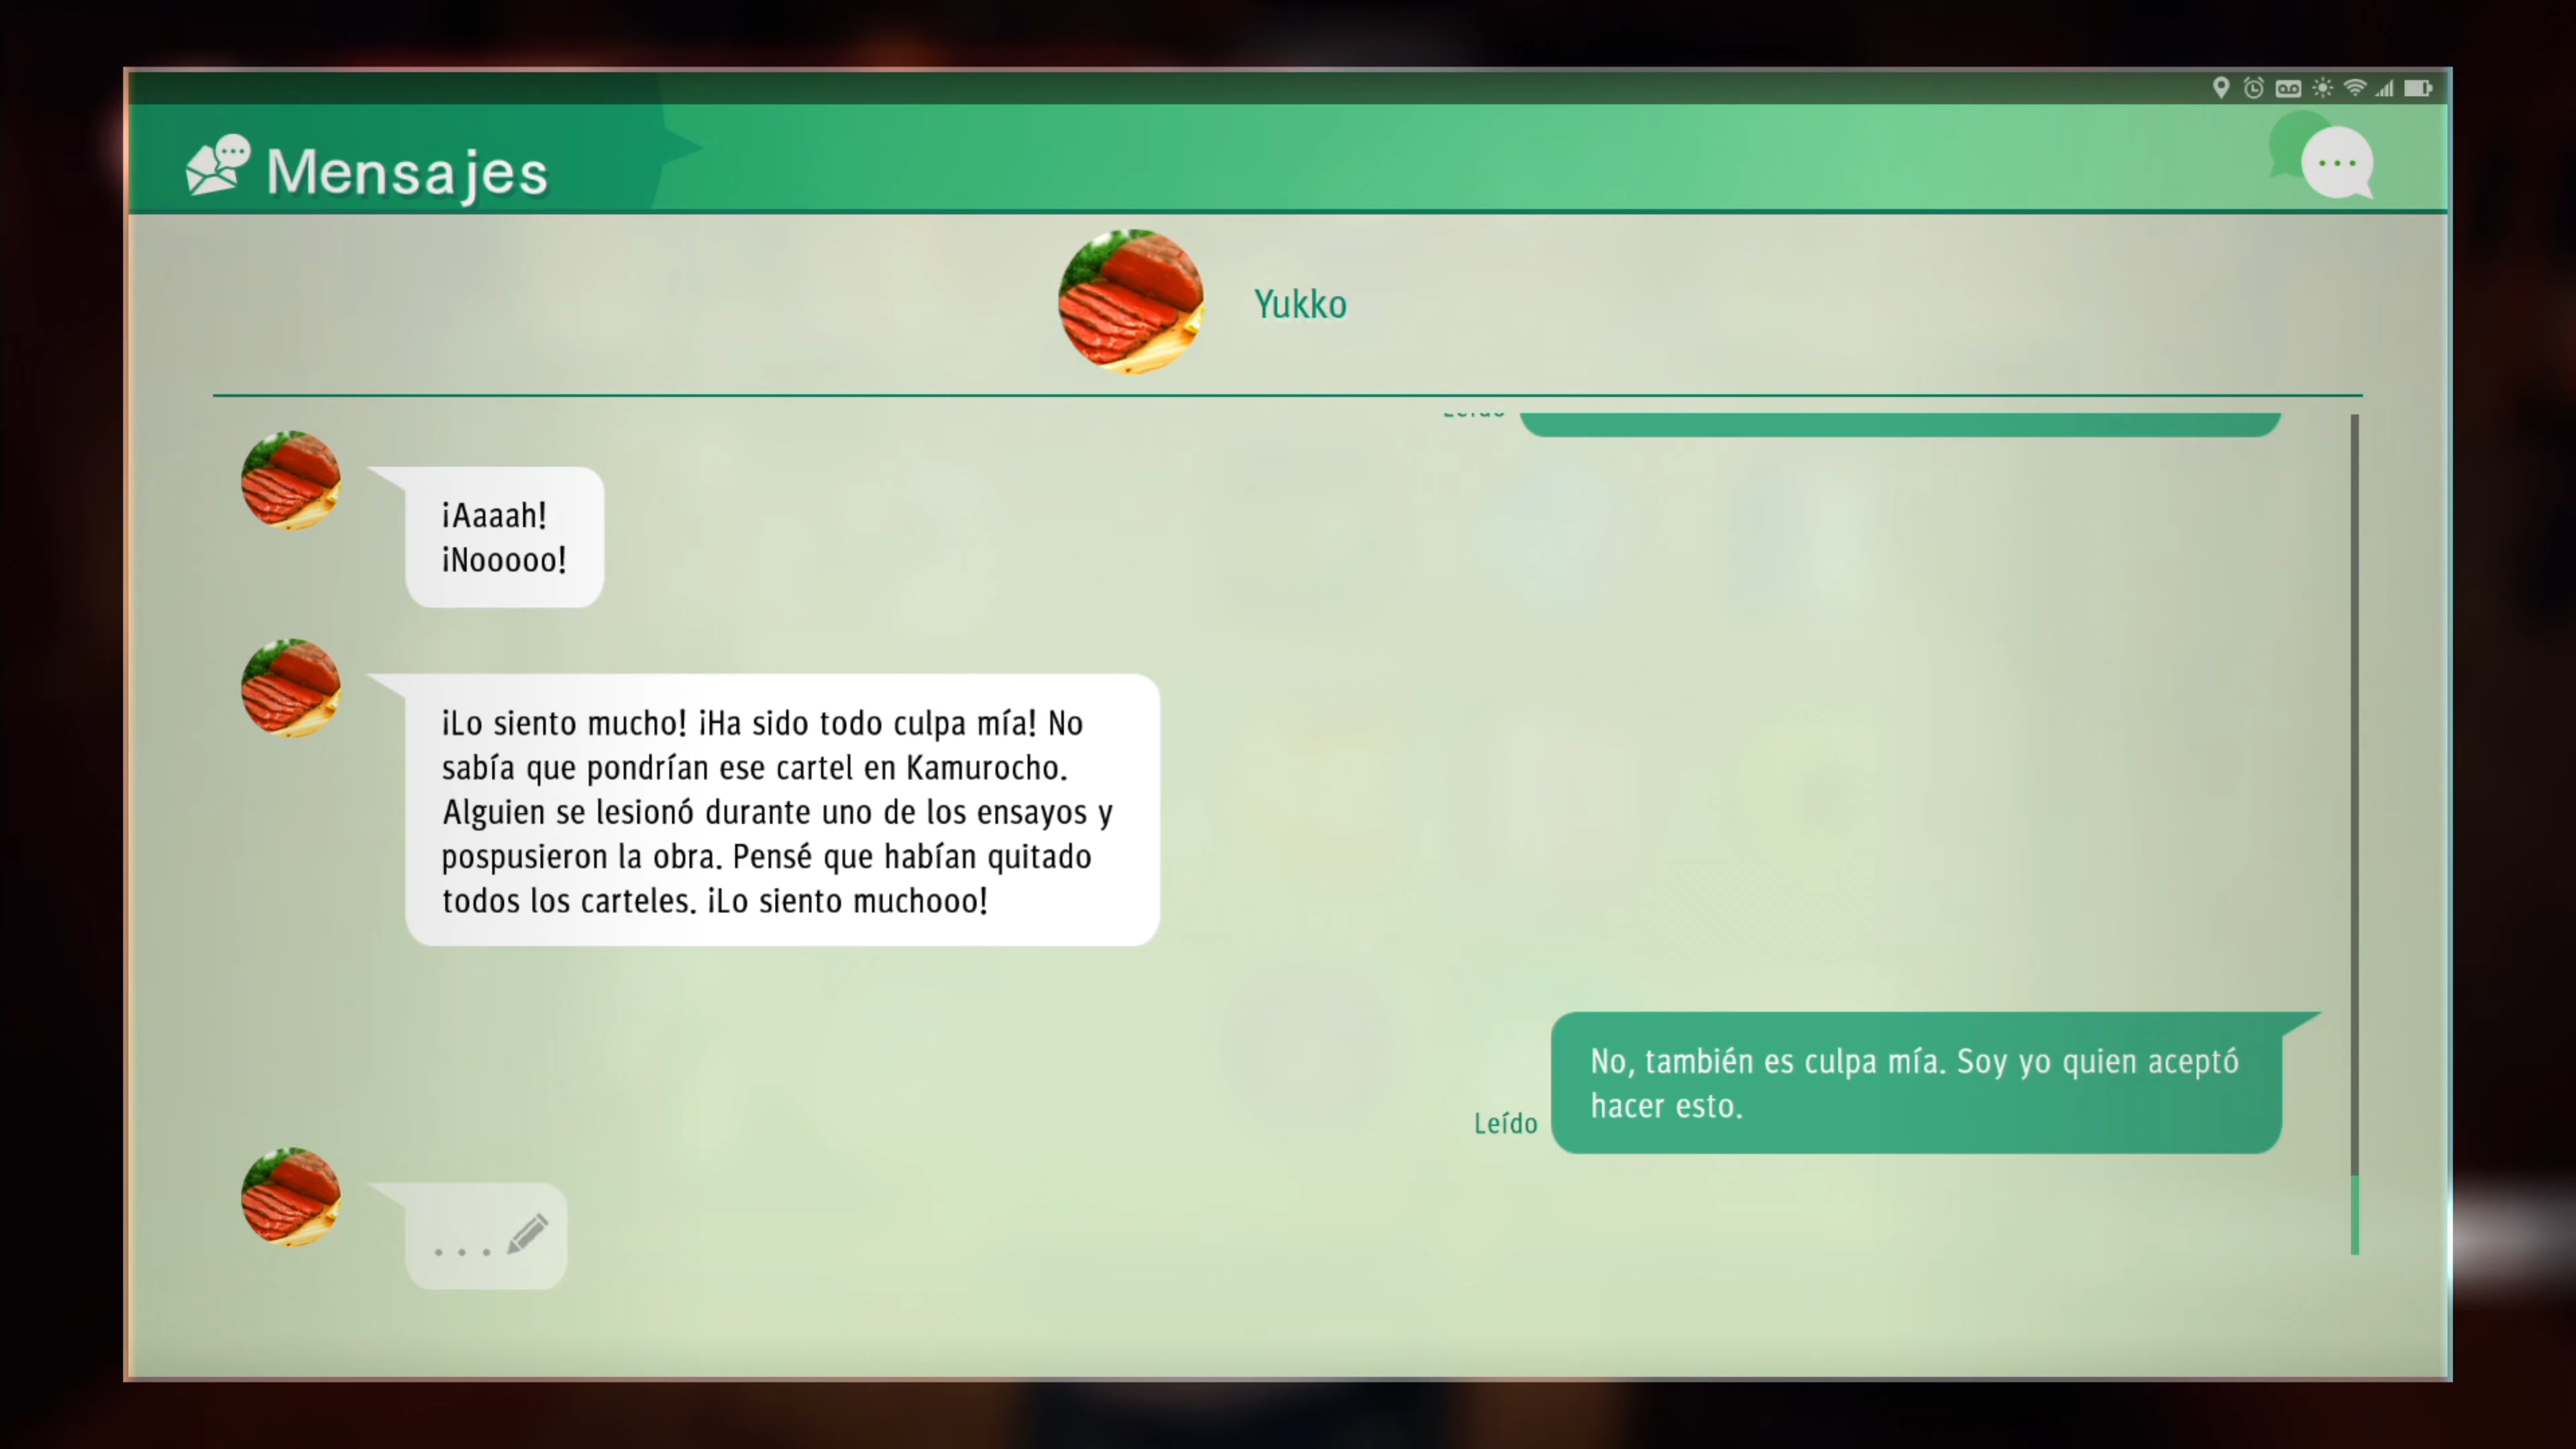 Mensajes
Yukko
Leído
¡Aaaah!
¡Nooooo!
¡Lo siento mucho! ¡Ha sido todo culpa mía! No
sabía que pondrían ese cartel en Kamurocho.
Alguien se lesionó durante uno de los ensayos y
pospusieron la obra. Pensé que habían quitado
todos los carteles. ¡Lo siento muchooo!
No, también es culpa mía. Soy yo quien aceptó
hacer esto.
Leído
...